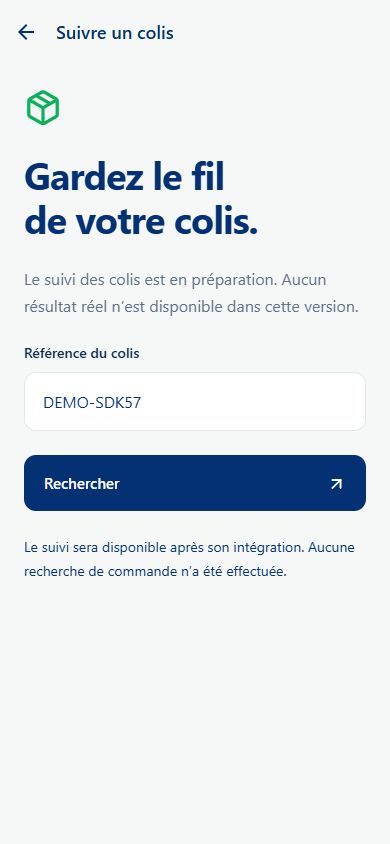 Suivre un colis
Gardez le fil
de votre colis.
Le suivi des colis est en préparation. Aucun
résultat réel n’est disponible dans cette version.
Référence du colis
DEMO-SDK57
Rechercher
Le suivi sera disponible après son intégration. Aucune
recherche de commande n’a été effectuée.